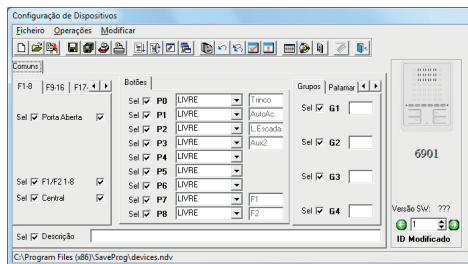 Configuração de Dispositivos
Ficheiro Operações Modificar
Comuns
F1-8 F9-16 F17-
Sel Porta Aberta
Sel F1/F2 1-8
Sel Central
Botões
Sel P0 LIVRE Trinco
Sel P1 LIVRE AutoAc.
Sel P2 LIVRE L.Escada
Sel P3 LIVRE Aux2
Sel P4 LIVRE
Sel P5 LIVRE
Sel P6 LIVRE
Sel P7 LIVRE F1
Sel P8 LIVRE F2
Grupos Patamar
Sel G1
Sel G2
Sel G3
Sel G4
6901
Versão SW: ???
1
ID Modificado
Sel Descrição
C:\Program Files (x86)\SaveProg\devices.ndv